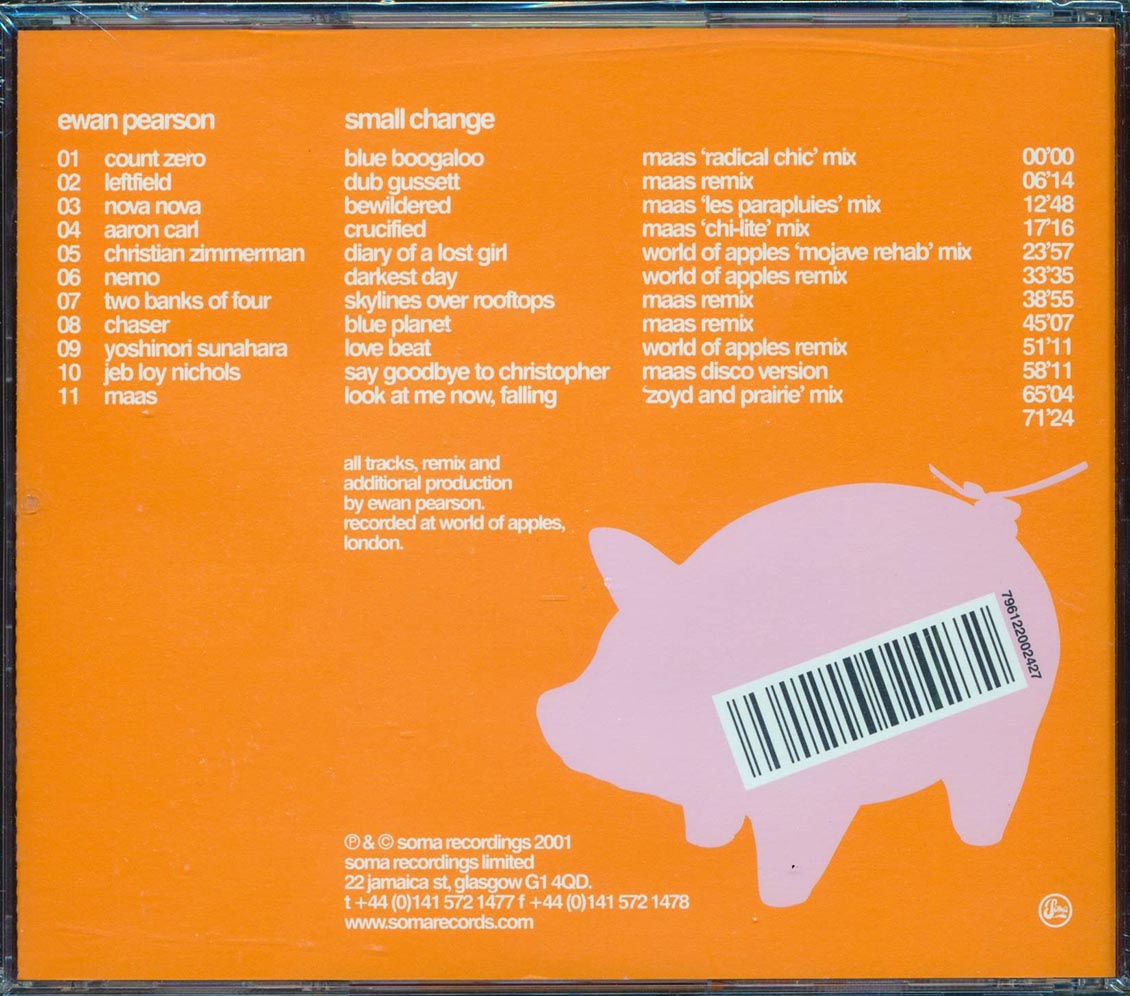 ewan pearson small change
01 count zero blue boogaloo maas ‘radical chic’ mix 00’00
02 leftfield dub gussett maas remix 06’14
03 nova nova bewildered maas ‘les parapluies’ mix 12’48
04 aaron carl crucified maas ‘chi-lite’ mix 17’16
05 christian zimmerman diary of a lost girl world of apples ‘mojave rehab’ mix 23’57
06 nemo darkest day world of apples remix 33’35
07 two banks of four skylines over rooftops maas remix 38’55
08 chaser blue planet maas remix 45’07
09 yoshinori sunahara love beat world of apples remix 51’11
10 jeb loy nichols say goodbye to christopher maas disco version 58’11
11 maas look at me now, falling ‘zoyd and prairie’ mix 65’04
71’24
all tracks, remix and
additional production
by ewan pearson.
recorded at world of apples,
london.
796122002427
℗ & © soma recordings 2001
soma recordings limited
22 jamaica st, glasgow G1 4QD.
t +44 (0)141 572 1477 f +44 (0)141 572 1478
www.somarecords.com
Soma